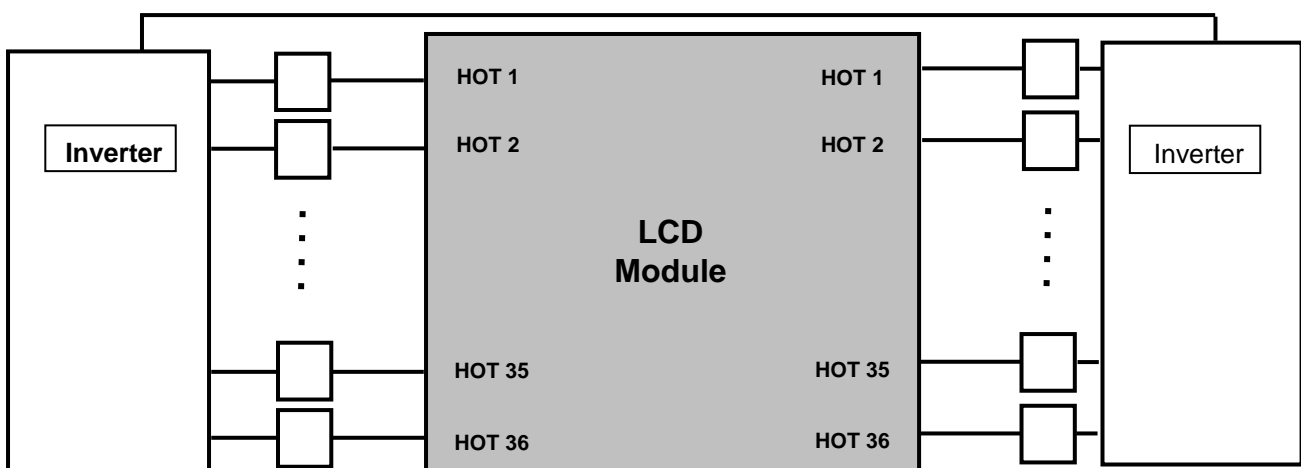 HOT 1 HOT 1
Inverter HOT 2 HOT 2 Inverter
LCD
Module
HOT 35 HOT 35
HOT 36 HOT 36